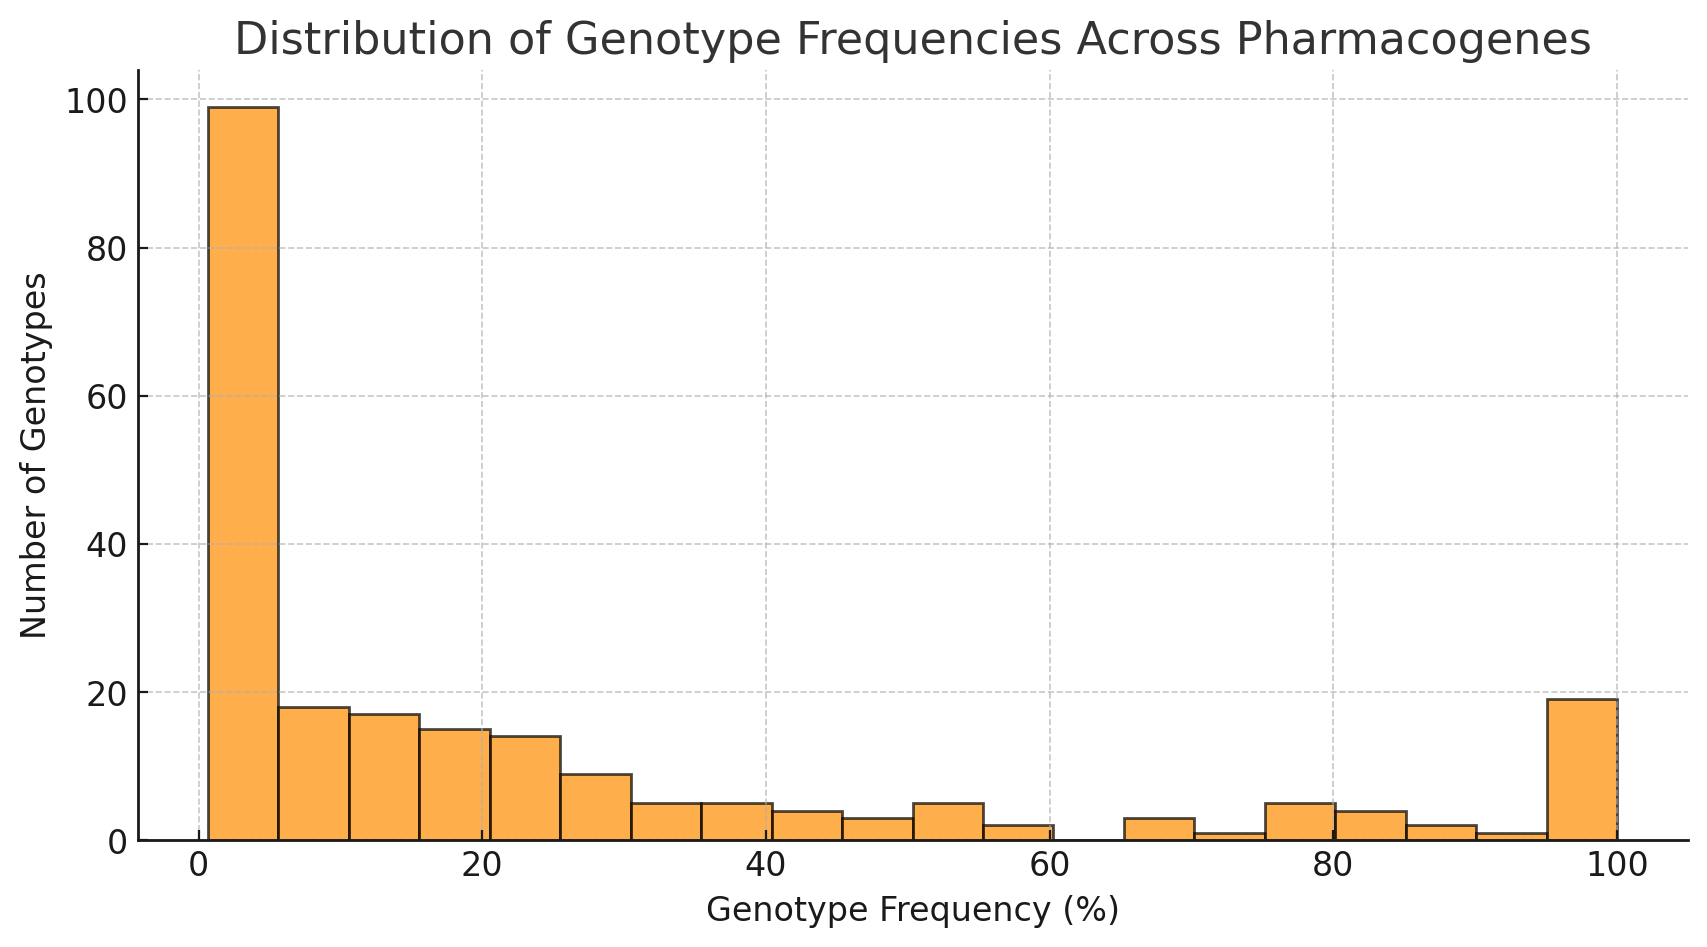 Distribution of Genotype Frequencies Across Pharmacogenes
Number of Genotypes
100
80
60
40
20
0
0 20 40 60 80 100
Genotype Frequency (%)